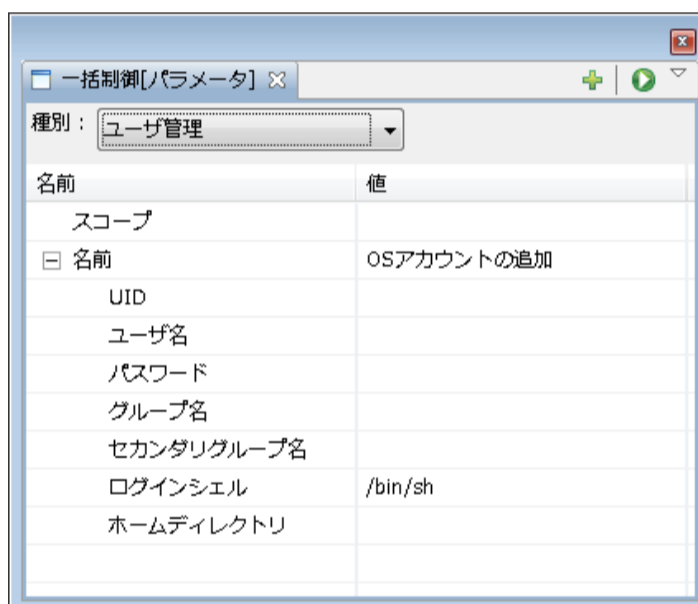 一括制御[パラメータ]
種別： ユーザ管理
名前 値
スコープ
名前 OSアカウントの追加
UID
ユーザ名
パスワード
グループ名
セカンダリグループ名
ログインシェル /bin/sh
ホームディレクトリ